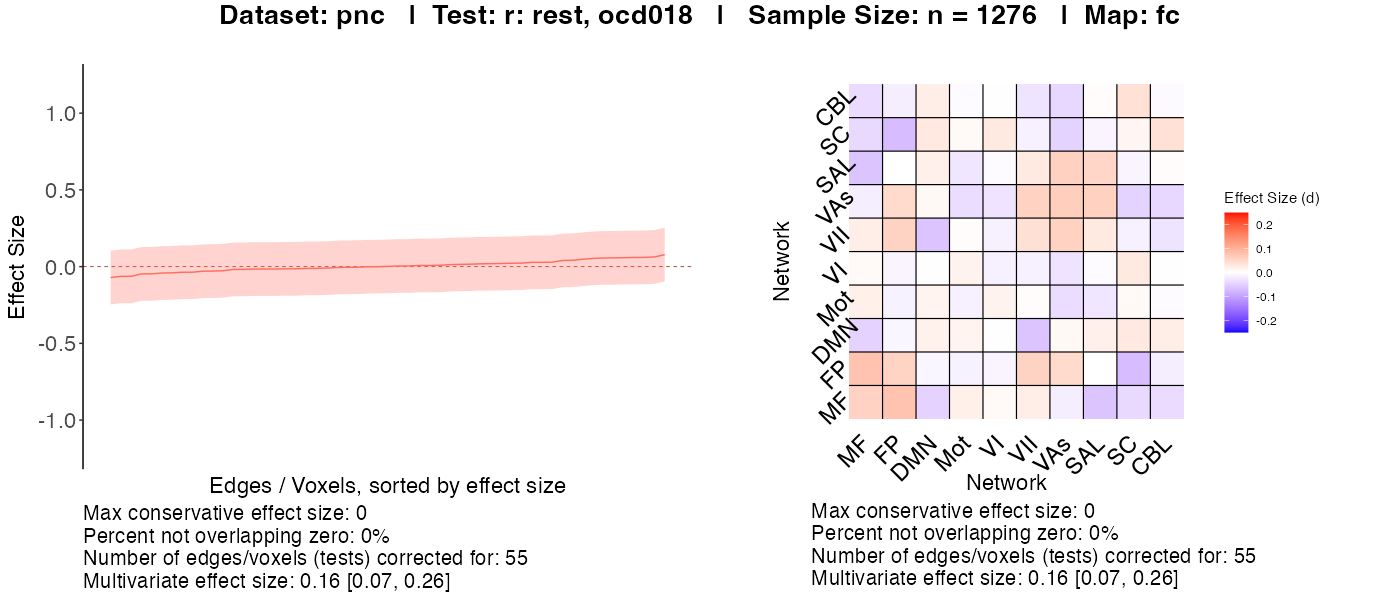 Dataset: pnc | Test: r: rest, ocd018 | Sample Size: n = 1276 | Map: fc
Effect Size
1.0
0.5
0.0
-0.5
-1.0
Edges / Voxels, sorted by effect size
Max conservative effect size: 0
Percent not overlapping zero: 0%
Number of edges/voxels (tests) corrected for: 55
Multivariate effect size: 0.16 [0.07, 0.26]
Network
CBL
SC
SAL
VAs
VII
VI
Mot
DMN
FP
MF
MF FP DMN Mot VI VII VAs SAL SC CBL
Network
Max conservative effect size: 0
Percent not overlapping zero: 0%
Number of edges/voxels (tests) corrected for: 55
Multivariate effect size: 0.16 [0.07, 0.26]
Effect Size (d)
0.2
0.1
0.0
-0.1
-0.2